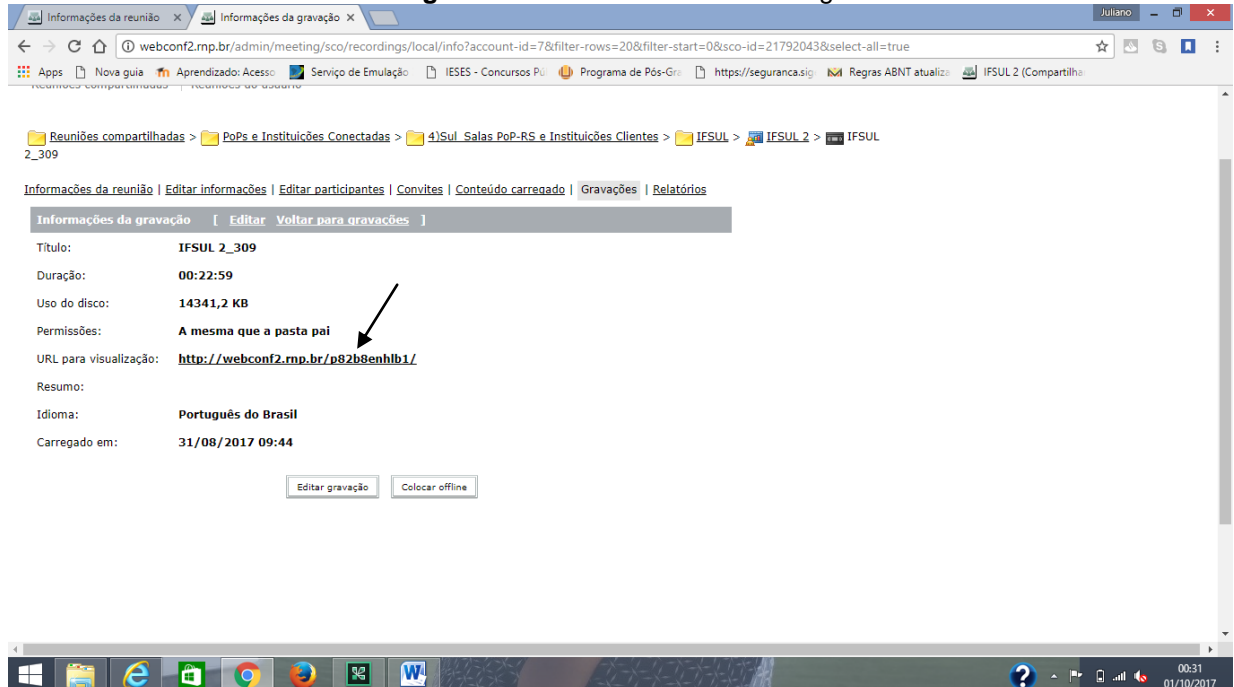 Informações da reunião
Informações da gravação
Juliano
webconf2.rnp.br/admin/meeting/sco/recordings/local/info?account-id=7&filter-rows=20&filter-start=0&sco-id=21792043&select-all=true
Apps Nova guia Aprendizado: Acesso Serviço de Emulação IESES - Concursos Pú Programa de Pós-Gra https://seguranca.sig Regras ABNT atualiza IFSUL 2 (Compartilha
Reuniões compartilhadas | Reuniões do usuário
Reuniões compartilhadas > PoPs e Instituições Conectadas > 4)Sul_Salas PoP-RS e Instituições Clientes > IFSUL > IFSUL 2 > IFSUL
2_309
Informações da reunião | Editar informações | Editar participantes | Convites | Conteúdo carregado | Gravações | Relatórios
Informações da gravação [ Editar Voltar para gravações ]
Título: IFSUL 2_309
Duração: 00:22:59
Uso do disco: 14341,2 KB
Permissões: A mesma que a pasta pai
URL para visualização: http://webconf2.rnp.br/p82b8enhlb1/
Resumo:
Idioma: Português do Brasil
Carregado em: 31/08/2017 09:44
Editar gravação Colocar offline
00:31
01/10/2017